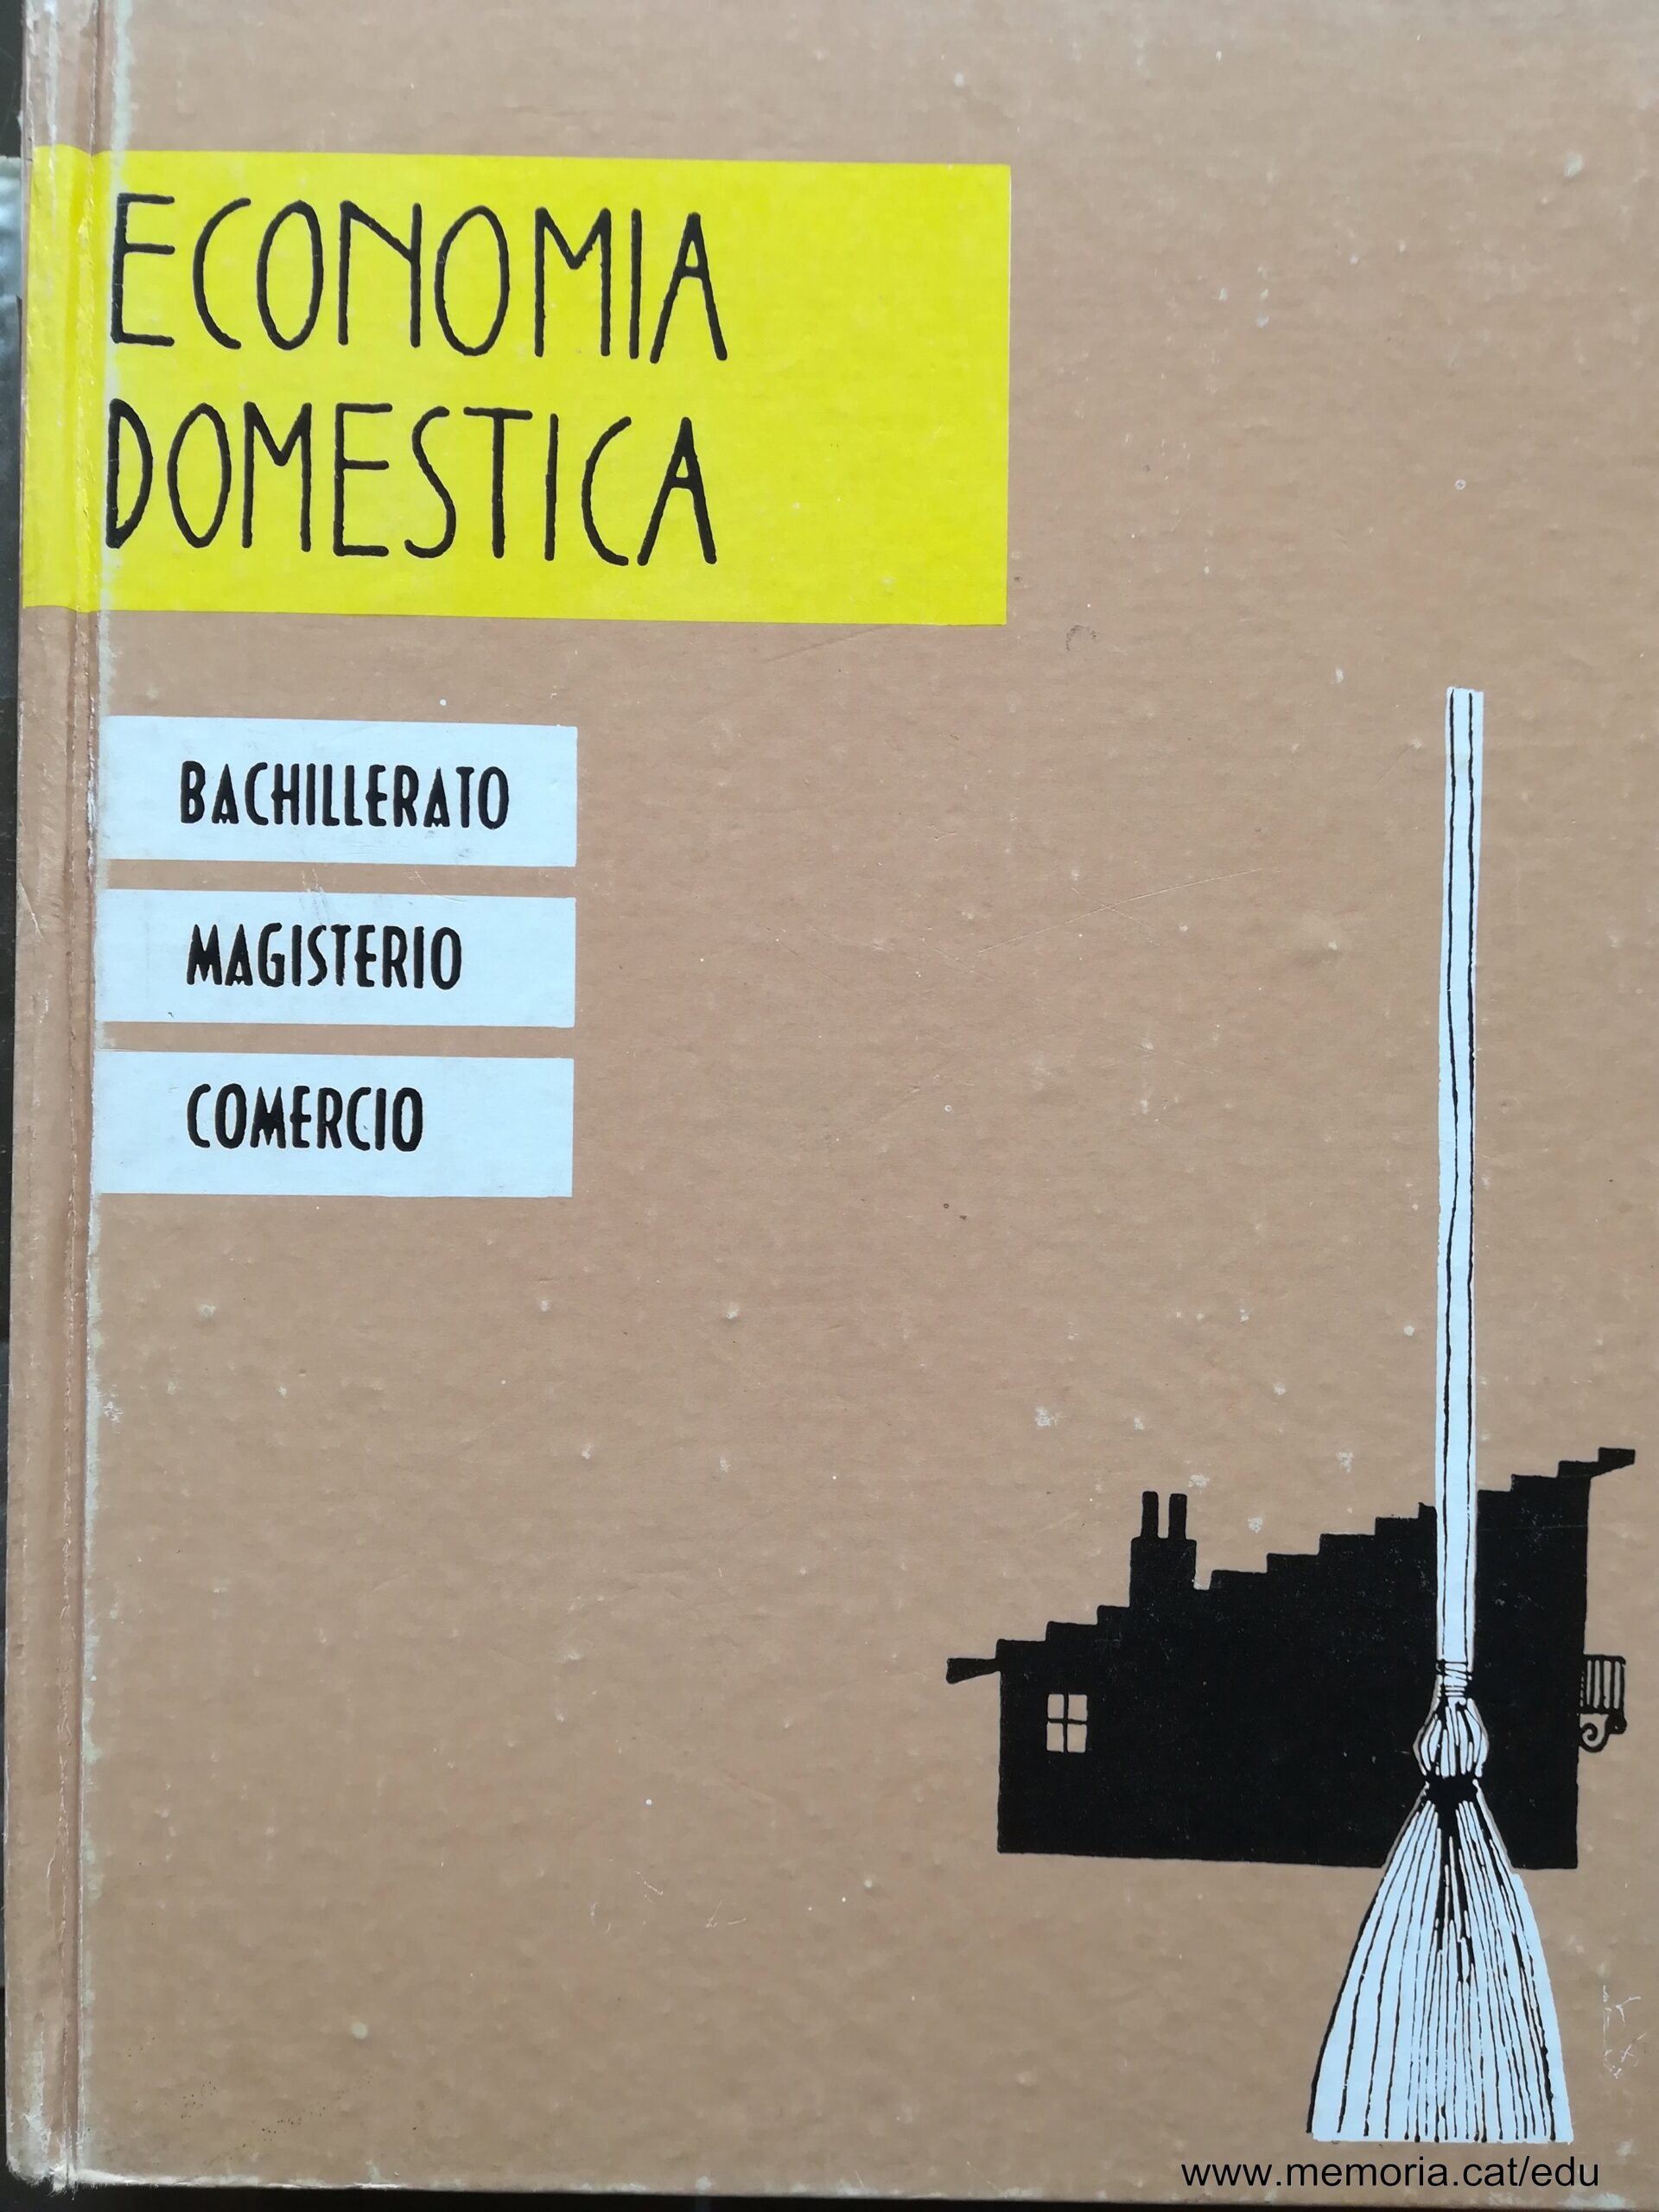 ECONOMIA
DOMESTICA
BACHILLERATO
MAGISTERIO
COMERCIO
www.memoria.cat/edu